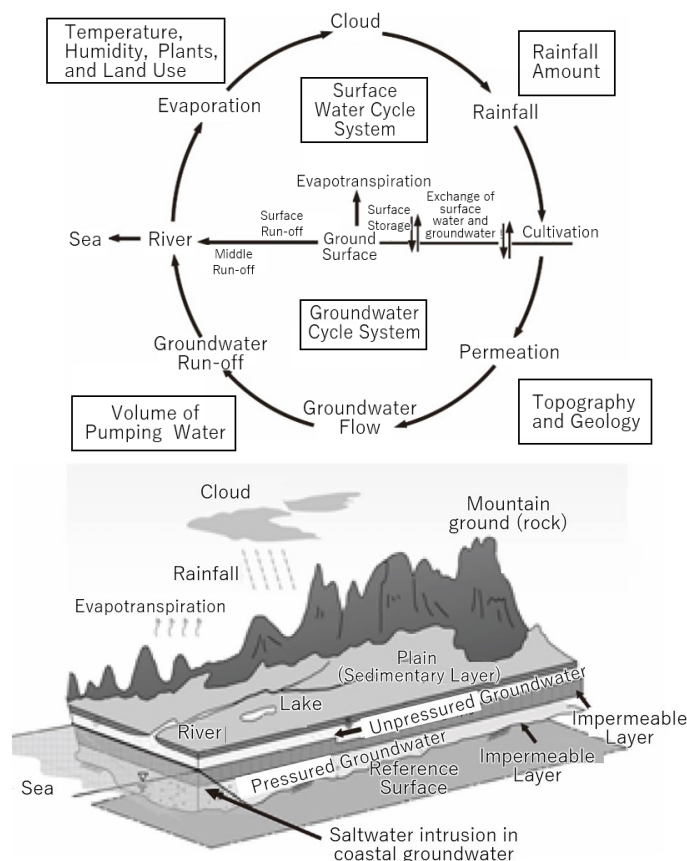 Cloud
Temperature,
Humidity, Plants,
and Land Use
Rainfall
Amount
Surface
Water Cycle
System
Evaporation
Rainfall
Evapotranspiration
Surface
Run-off
Surface
Storage
Exchange of
surface
water and
groundwater
Cultivation
Sea
River
Ground
Surface
Middle
Run-off
Groundwater
Cycle System
Groundwater
Run-off
Permeation
Volume of
Pumping Water
Groundwater
Flow
Topography
and Geology
Cloud
Mountain
ground (rock)
Rainfall
Evapotranspiration
Plain
(Sedimentary Layer)
Lake
River
Unpressured Groundwater
Impermeable
Layer
Pressured Groundwater
Reference
Surface
Impermeable
Layer
Sea
Saltwater intrusion in
coastal groundwater